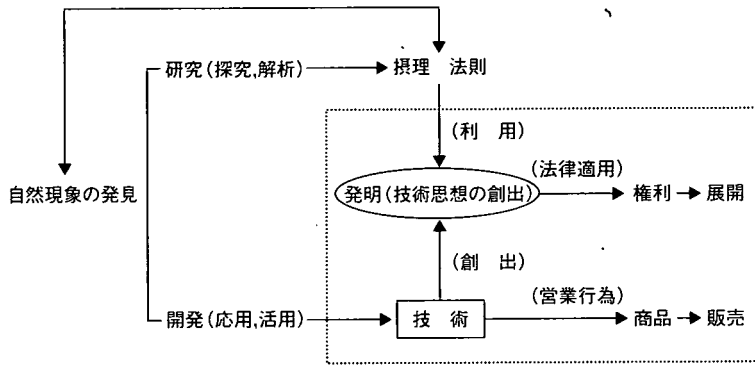 研究(探究,解析)
摂理 法則
(利 用)
(法律適用)
自然現象の発見
発明(技術思想の創出)
権利
展開
(創 出)
(営業行為)
開発(応用,活用)
技 術
商品
販売